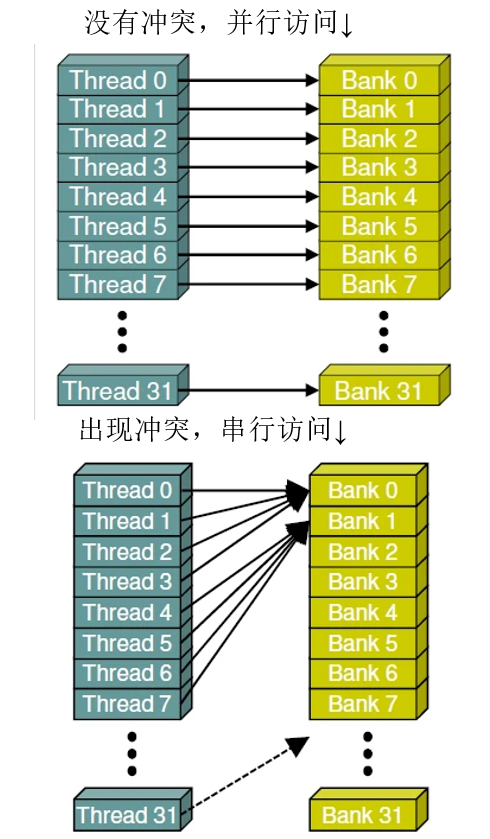 没有冲突，并行访问↓
Thread 0 Bank 0
Thread 1 Bank 1
Thread 2 Bank 2
Thread 3 Bank 3
Thread 4 Bank 4
Thread 5 Bank 5
Thread 6 Bank 6
Thread 7 Bank 7
Thread 31 Bank 31
出现冲突，串行访问↓
Thread 0 Bank 0
Thread 1 Bank 1
Thread 2 Bank 2
Thread 3 Bank 3
Thread 4 Bank 4
Thread 5 Bank 5
Thread 6 Bank 6
Thread 7 Bank 7
Thread 31 Bank 31